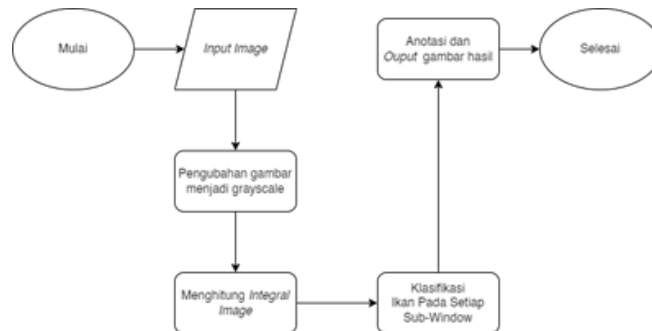 Mulai
Input Image
Pengubahan gambar
menjadi grayscale
Menghitung Integral
Image
Klasifikasi
Ikan Pada Setiap
Sub-Window
Anotasi dan
Ouput gambar hasil
Selesai